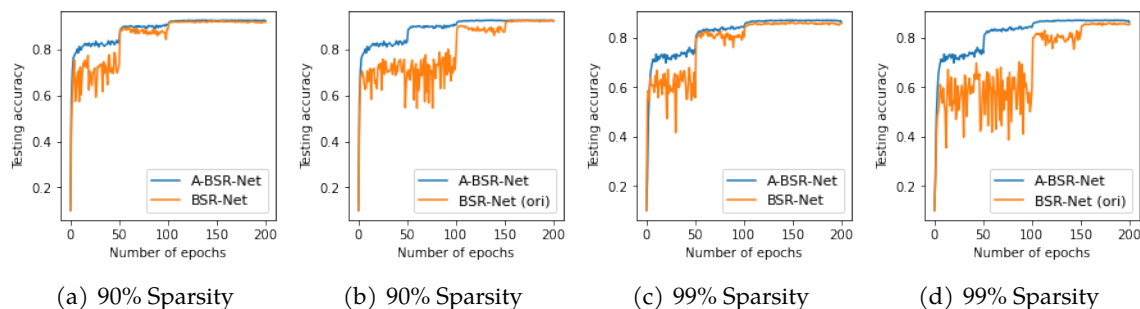 Testing accuracy
0.8
0.6
0.4
0.2
A-BSR-Net
BSR-Net
0 50 100 150 200
Number of epochs
(a) 90% Sparsity
Testing accuracy
0.8
0.6
0.4
0.2
A-BSR-Net
BSR-Net (ori)
0 50 100 150 200
Number of epochs
(b) 90% Sparsity
Testing accuracy
0.8
0.6
0.4
0.2
A-BSR-Net
BSR-Net
0 50 100 150 200
Number of epochs
(c) 99% Sparsity
Testing accuracy
0.8
0.6
0.4
0.2
A-BSR-Net
BSR-Net (ori)
0 50 100 150 200
Number of epochs
(d) 99% Sparsity